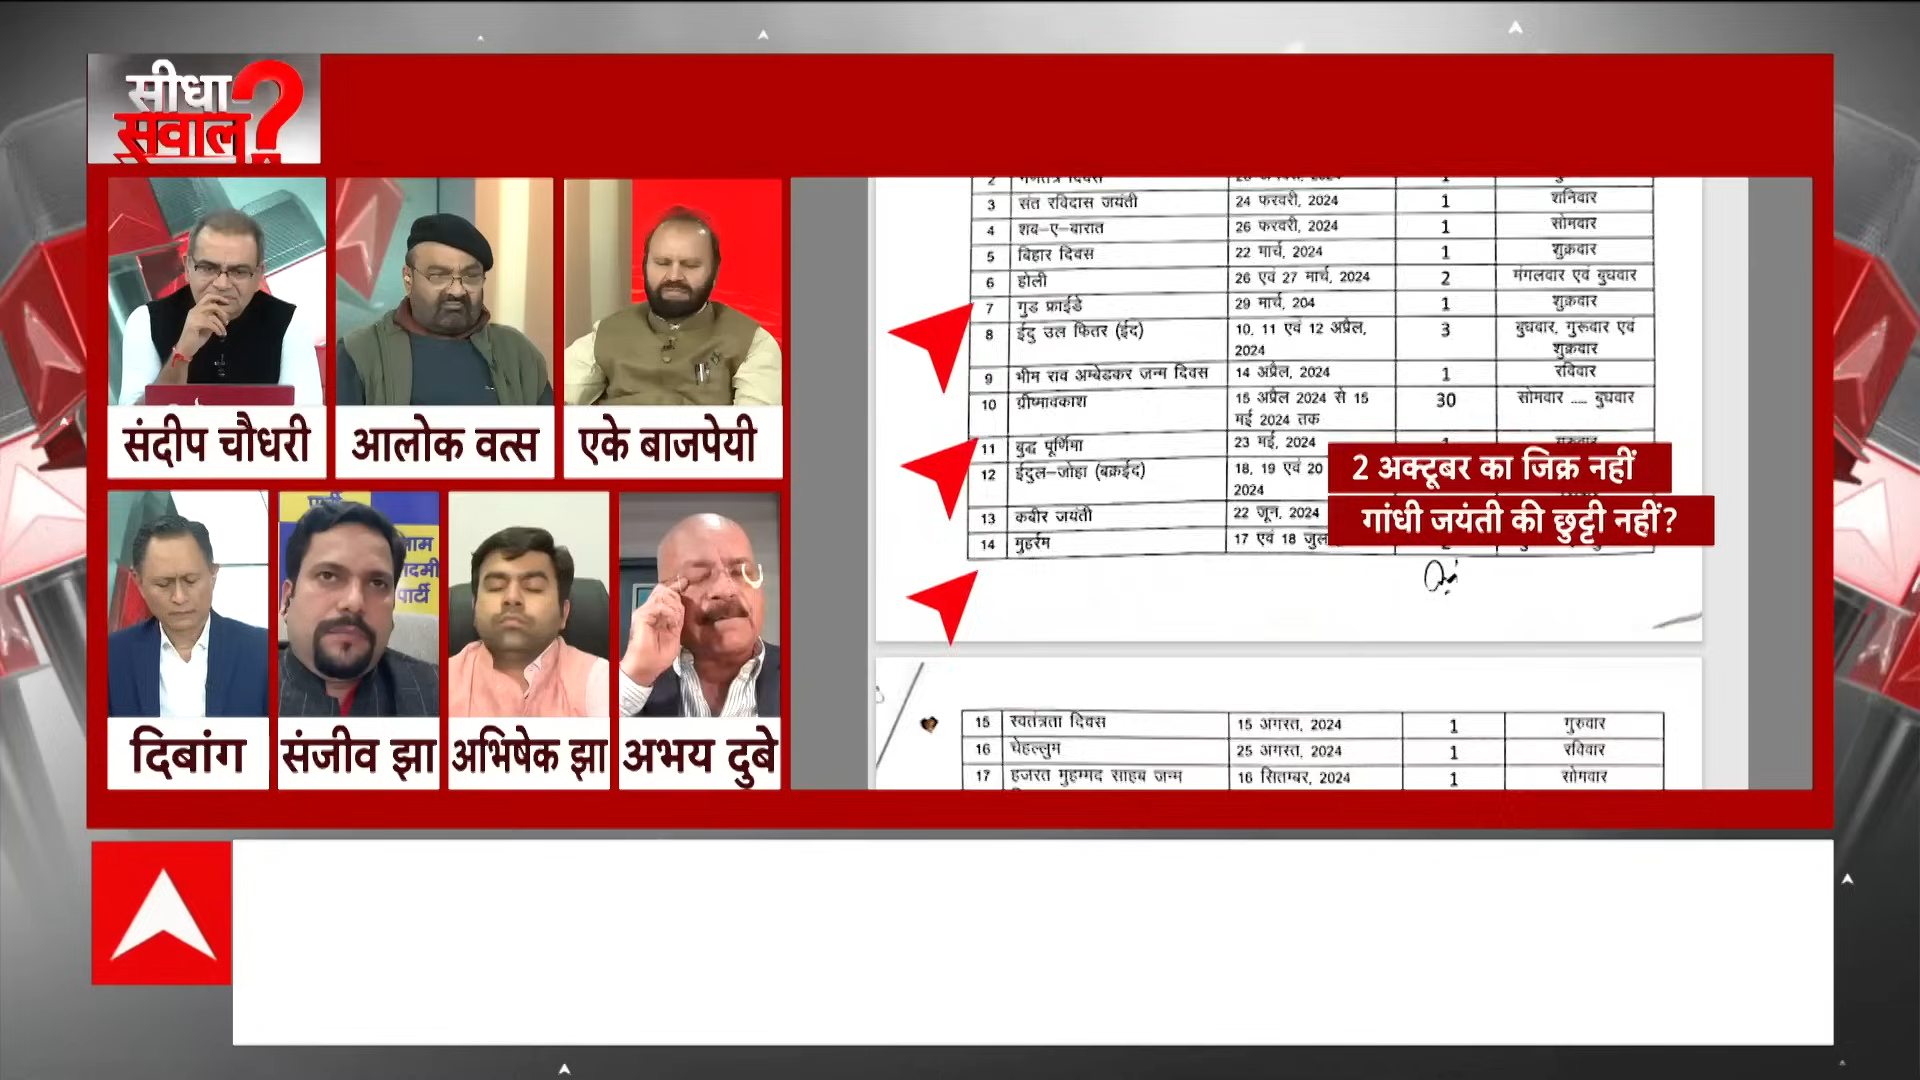 सीधा
सवाल?
संदीप चौधरी
आलोक वत्स
एके बाजपेयी
दिबांग
संजीव झा
अभिषेक झा
अभय दुबे
पार्टी
3 संत रविदास जयंती 24 फरवरी, 2024 1 शनिवार
4 शब-ए-बारात 26 फरवरी, 2024 1 सोमवार
5 बिहार दिवस 22 मार्च, 2024 1 शुक्रवार
6 होली 26 एवं 27 मार्च, 2024 2 मंगलवार एवं बुधवार
7 गुड फ्राईडे 29 मार्च, 204 1 शुक्रवार
8 ईदु उल फितर (ईद) 10, 11 एवं 12 अप्रैल, 2024 3 बुधवार, गुरूवार एवं शुक्रवार
9 भीम राव अम्बेडकर जन्म दिवस 14 अप्रैल, 2024 1 रविवार
10 ग्रीष्मावकाश 15 अप्रैल 2024 से 15 मई 2024 तक 30 सोमवार ..... बुधवार
11 बुद्ध पूर्णिमा 23 मई, 2024
12 ईदुल-जोहा (बकईद) 18, 19 एवं 20 2024
13 कबीर जयंती 22 जून, 2024
14 मुहर्रम 17 एवं 18
2 अक्टूबर का जिक्र नहीं
गांधी जयंती की छुट्टी नहीं?
15 स्वतंत्रता दिवस 15 अगस्त, 2024 1 गुरुवार
16 चेहल्लुम 25 अगस्त, 2024 1 रविवार
17 हजरत मुहम्मद साहब जन्म 16 सितम्बर, 2024 1 सोमवार